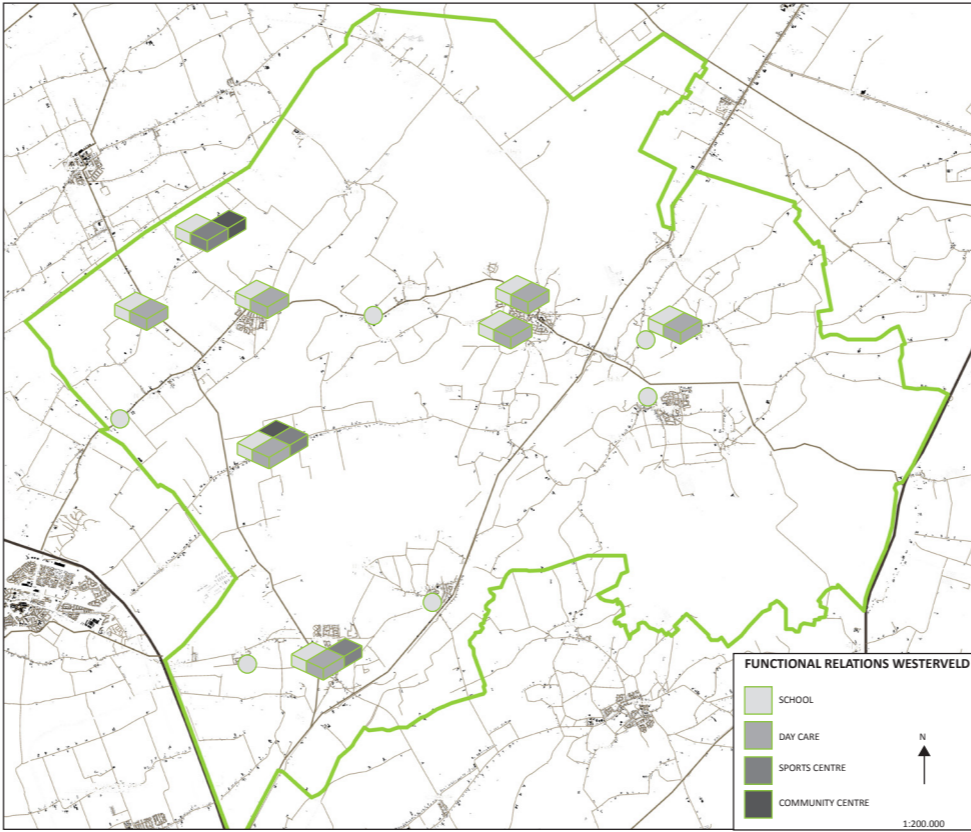 FUNCTIONAL RELATIONS WESTERVELD
SCHOOL
DAY CARE
SPORTS CENTRE
COMMUNITY CENTRE
N
1:200.000